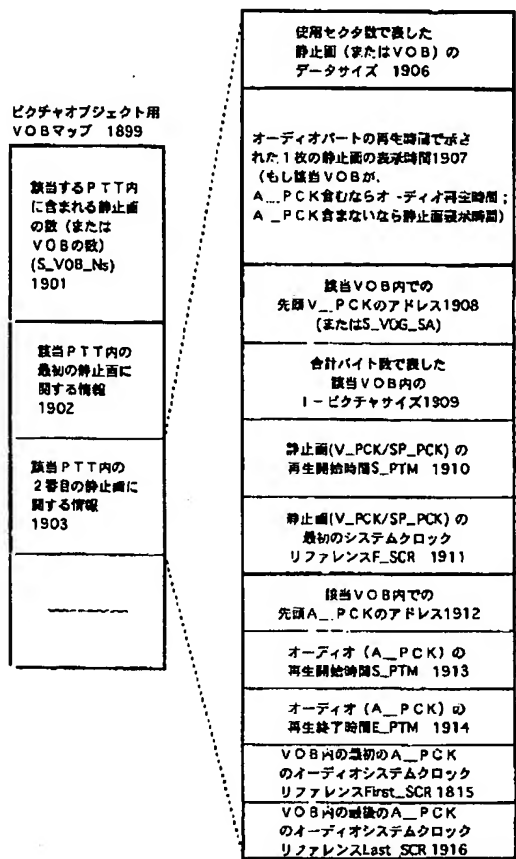 ピクチャオブジェクト用
VOBマップ 1899
該当するPTT内
に含まれる静止画
の数(または
VOBの数)
(S_VOB_Ns)
1901
該当PTT内の
最初の静止画に
関する情報
1902
該当PTT内の
2番目の静止画に
関する情報
1903
使用セクタ数で表した
静止画(またはVOB)の
データサイズ 1906
オーディオパートの再生時間で示さ
れた1枚の静止画の表示時間1907
(もし該当VOBが、
A__PCK含むならオーディオ再生時間;
A__PCK含まないなら静止画表示時間)
該当VOB内での
先頭V__PCKのアドレス1908
(またはS_VOG_SA)
合計バイト数で表した
該当VOB内の
I-ピクチャサイズ1909
静止画(V_PCK/SP_PCK)の
再生開始時間S_PTM 1910
静止画(V_PCK/SP_PCK)の
最初のシステムクロック
リファレンスF_SCR 1911
該当VOB内での
先頭A__PCKのアドレス1912
オーディオ(A_PCK)の
再生開始時間S_PTM 1913
オーディオ(A_PCK)の
再生終了時間E_PTM 1914
VOB内の最初のA__PCK
のオーディオシステムクロック
リファレンスFirst_SCR 1815
VOB内の最後のA__PCK
のオーディオシステムクロック
リファレンスLast_SCR 1916